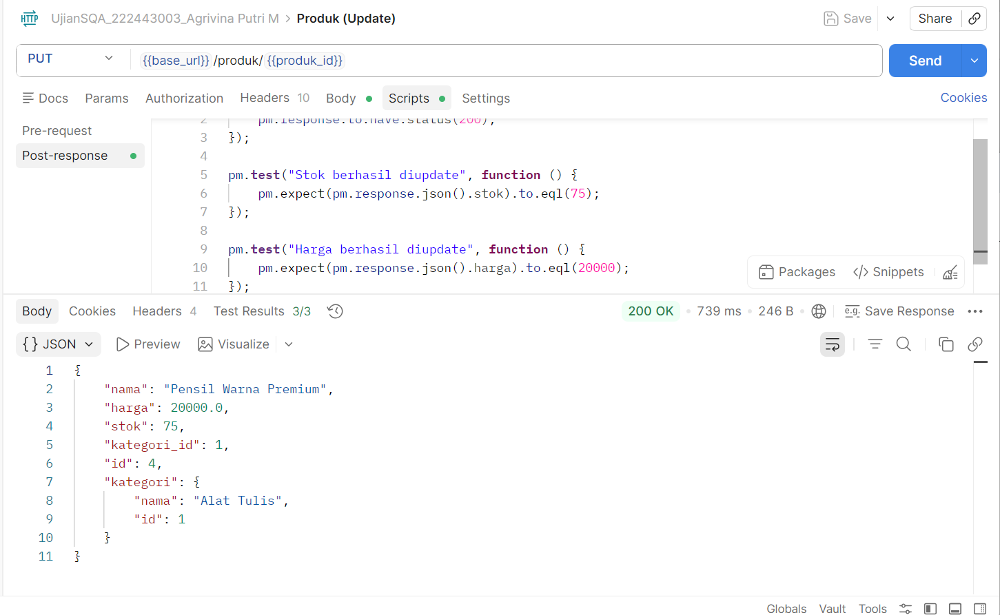 HTTP UjianSQA_222443003_Agrivina Putri M > Produk (Update) Save Share
PUT {{base_url}} /produk/ {{produk_id}} Send
Docs Params Authorization Headers 10 Body Scripts Settings Cookies
Pre-request
Post-response
2 pm.response.to.have.status(200);
3 });
4
5 pm.test("Stok berhasil diupdate", function () {
6 pm.expect(pm.response.json().stok).to.eql(75);
7 });
8
9 pm.test("Harga berhasil diupdate", function () {
10 pm.expect(pm.response.json().harga).to.eql(20000);
11 });
Packages Snippets
Body Cookies Headers 4 Test Results 3/3 200 OK • 739 ms • 246 B • e.g. Save Response
{} JSON Preview Visualize
1 {
2 "nama": "Pensil Warna Premium",
3 "harga": 20000.0,
4 "stok": 75,
5 "kategori_id": 1,
6 "id": 4,
7 "kategori": {
8 "nama": "Alat Tulis",
9 "id": 1
10 }
11 }
Globals Vault Tools